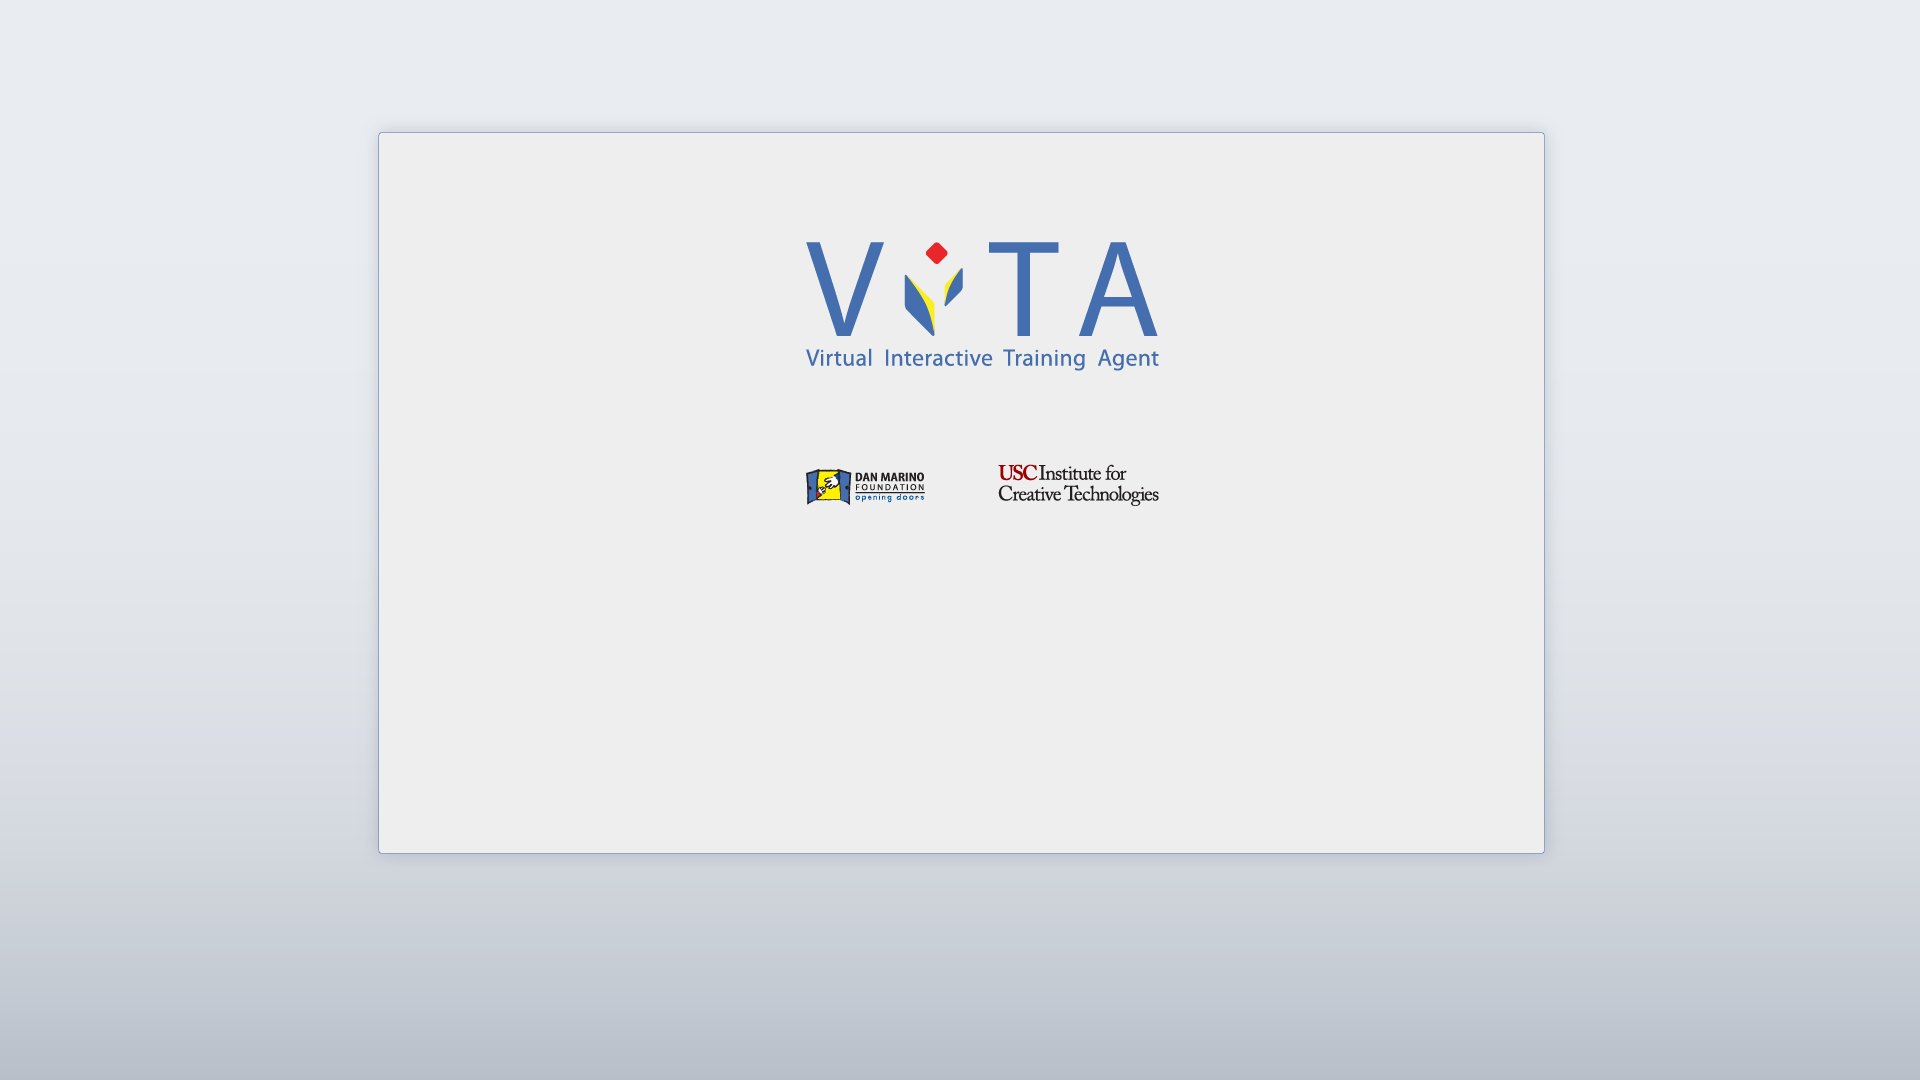 VITA
Virtual Interactive Training Agent
DAN MARINO
FOUNDATION
opening doors
USC Institute for
Creative Technologies